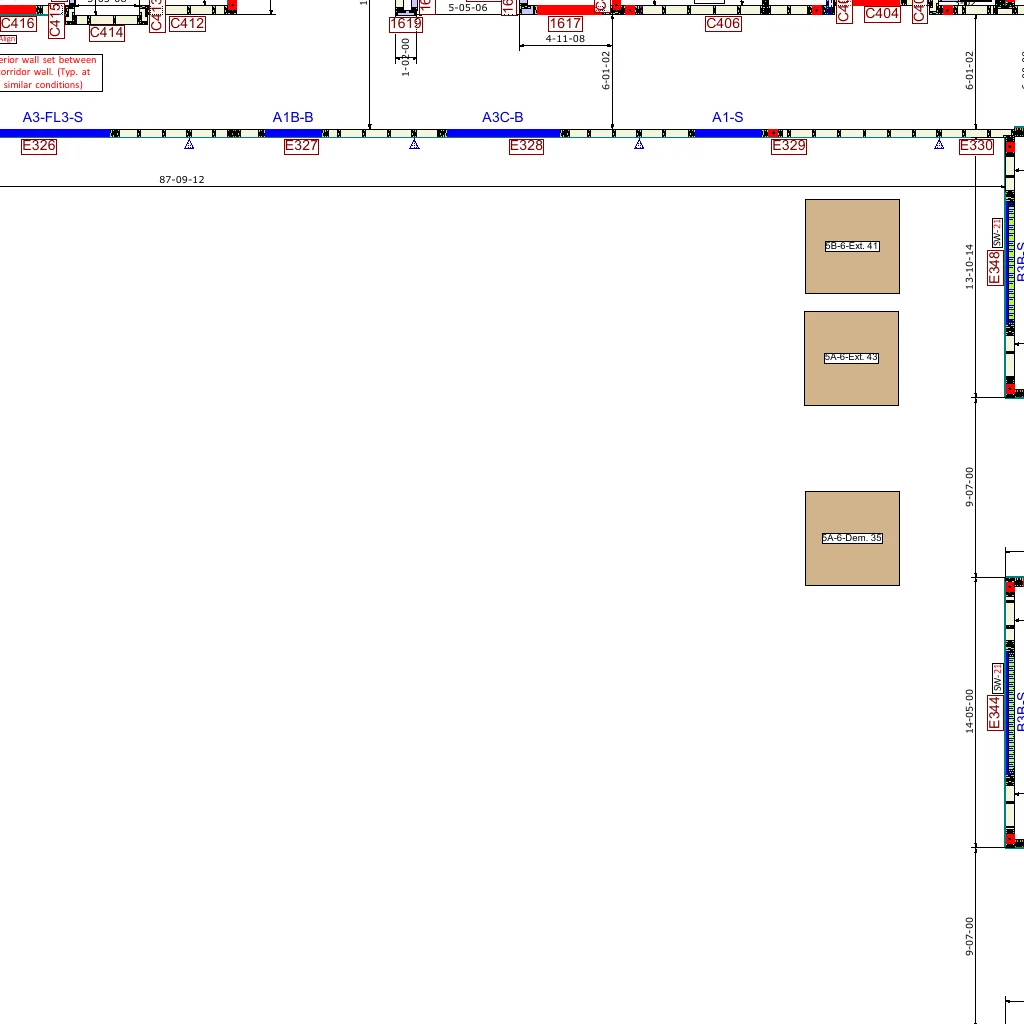 C416
C414
C412
Align
erior wall set between
orridor wall. (Typ. at
similar conditions)
1619
1-02-00
5-05-06
1617
4-11-08
6-01-02
C406
C404
6-01-02
A3-FL3-S
A1B-B
A3C-B
A1-S
E326
E327
E328
E329
E330
87-09-12
5B-6-Ext. 41
5A-6-Ext. 43
5A-6-Dem. 35
13-10-14
SW-21
E348
B3B-S
9-07-00
14-05-00
SW-21
E344
B3B-S
9-07-00